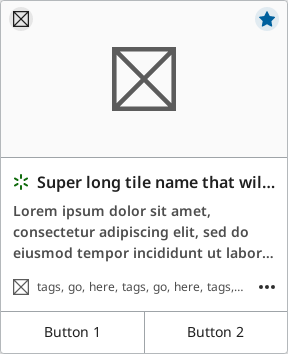 Super long tile name that wil...
Lorem ipsum dolor sit amet,
consectetur adipiscing elit, sed do
eiusmod tempor incididunt ut labor...
tags, go, here, tags, go, here, tags,...
Button 1
Button 2